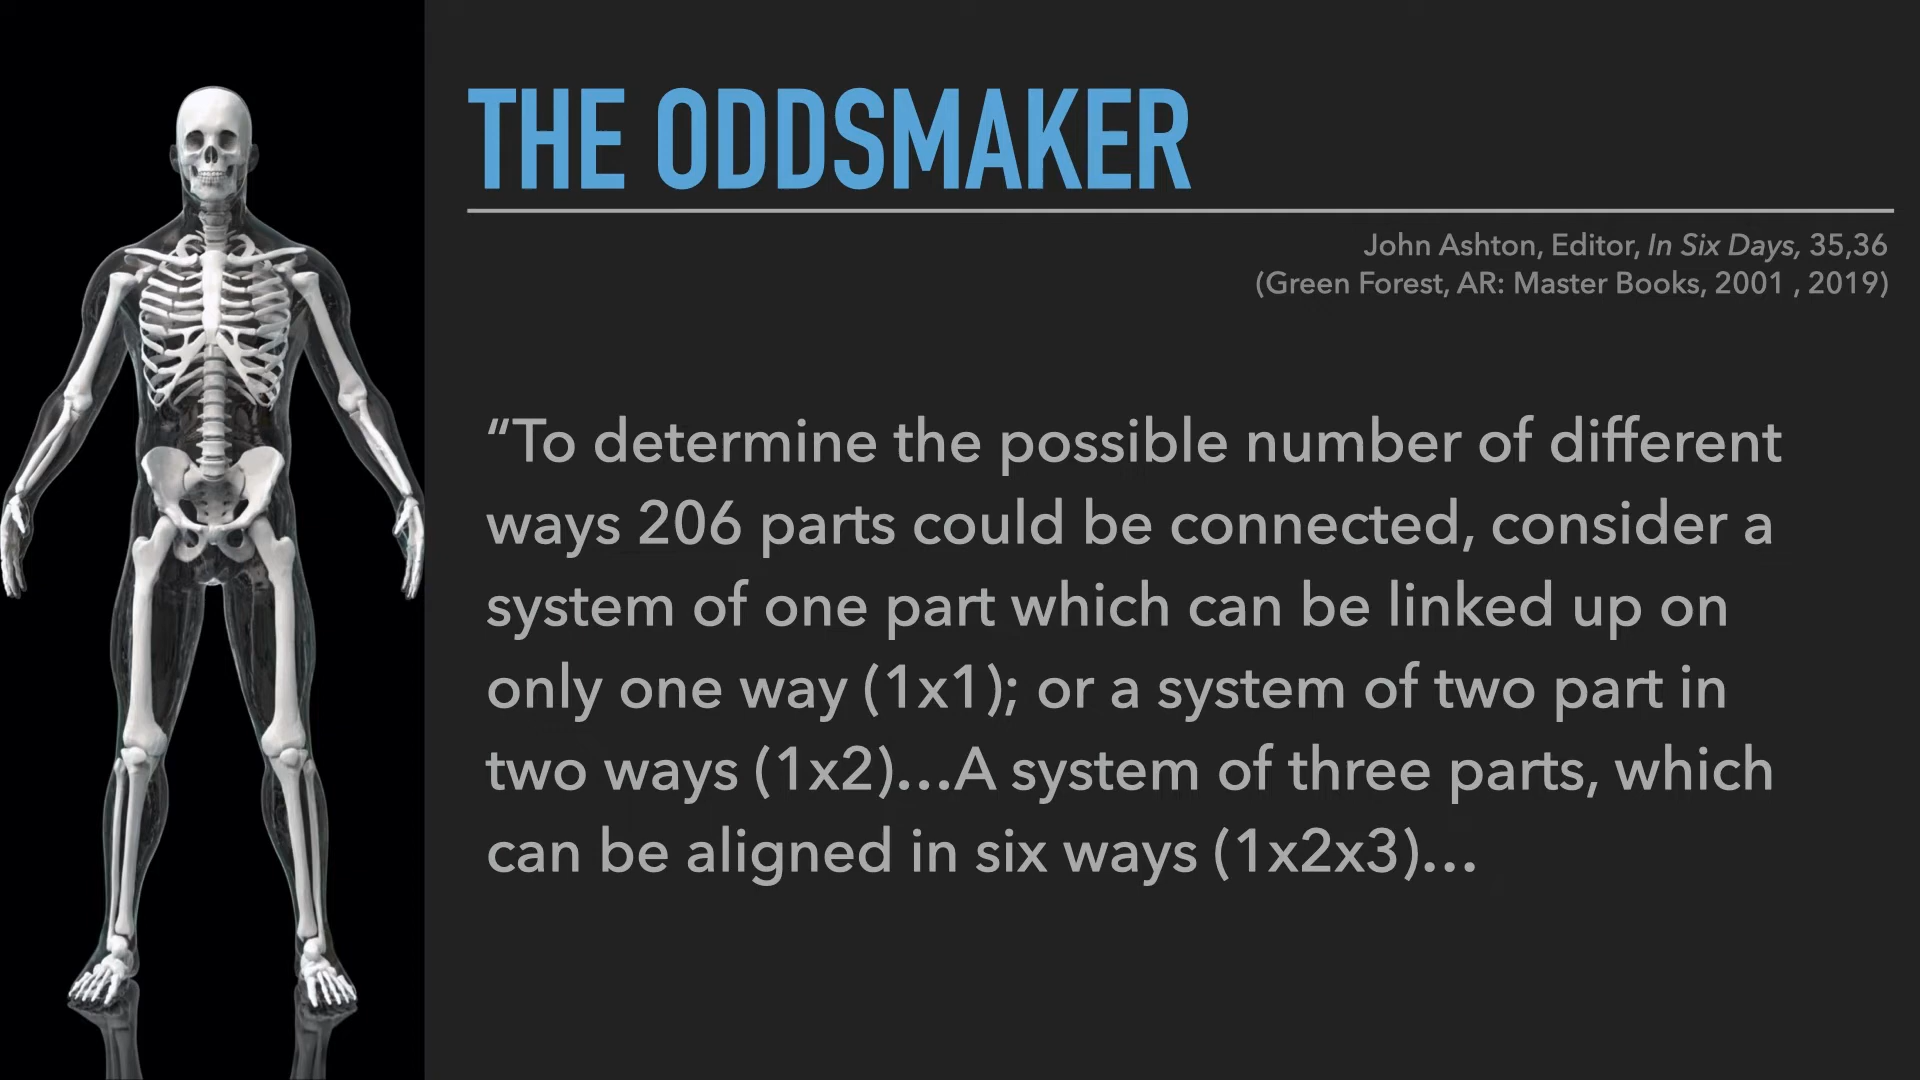 THE ODDSMAKER
John Ashton, Editor, In Six Days, 35,36
(Green Forest, AR: Master Books, 2001 , 2019)
“To determine the possible number of different
ways 206 parts could be connected, consider a
system of one part which can be linked up on
only one way (1x1); or a system of two part in
two ways (1x2)…A system of three parts, which
can be aligned in six ways (1x2x3)…